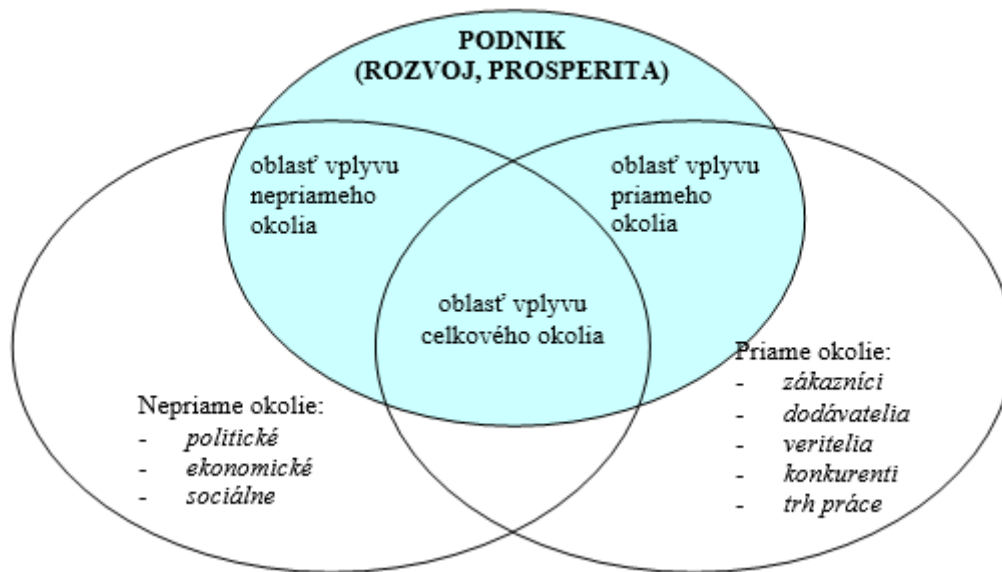 PODNIK
(ROZVOJ, PROSPERITA)
oblasť vplyvu
nepriameho
okolia
oblasť vplyvu
priameho
okolia
oblasť vplyvu
celkového okolia
Nepriame okolie:
- politické
- ekonomické
- sociálne
Priame okolie:
- zákazníci
- dodávatelia
- veritelia
- konkurenti
- trh práce